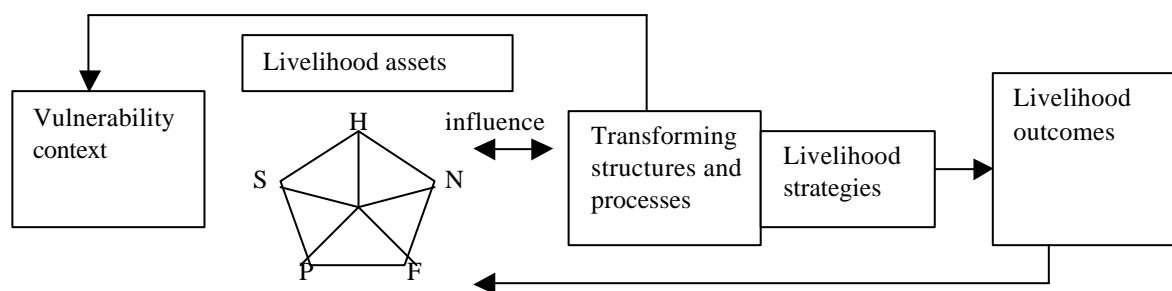 Livelihood assets
Vulnerability
context
H
S
N
P
F
influence
Transforming
structures and
processes
Livelihood
strategies
Livelihood
outcomes